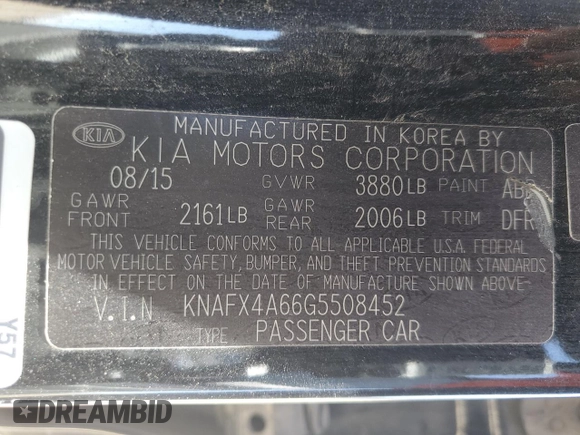 MANUFACTURED IN KOREA BY
KIA KIA MOTORS CORPORATION
08/15 GVWR 3880LB PAINT
GAWR FRONT 2161LB GAWR REAR 2006LB TRIM DFR
THIS VEHICLE CONFORMS TO ALL APPLICABLE U.S.A. FEDERAL
MOTOR VEHICLE SAFETY, BUMPER, AND THEFT PREVENTION STANDARDS
IN EFFECT ON THE DATE OF MANUFACTURE SHOWN ABOVE-
V.I.N KNAFX4A66G5508452
TYPE PASSENGER CAR
Y57
DREAMBID